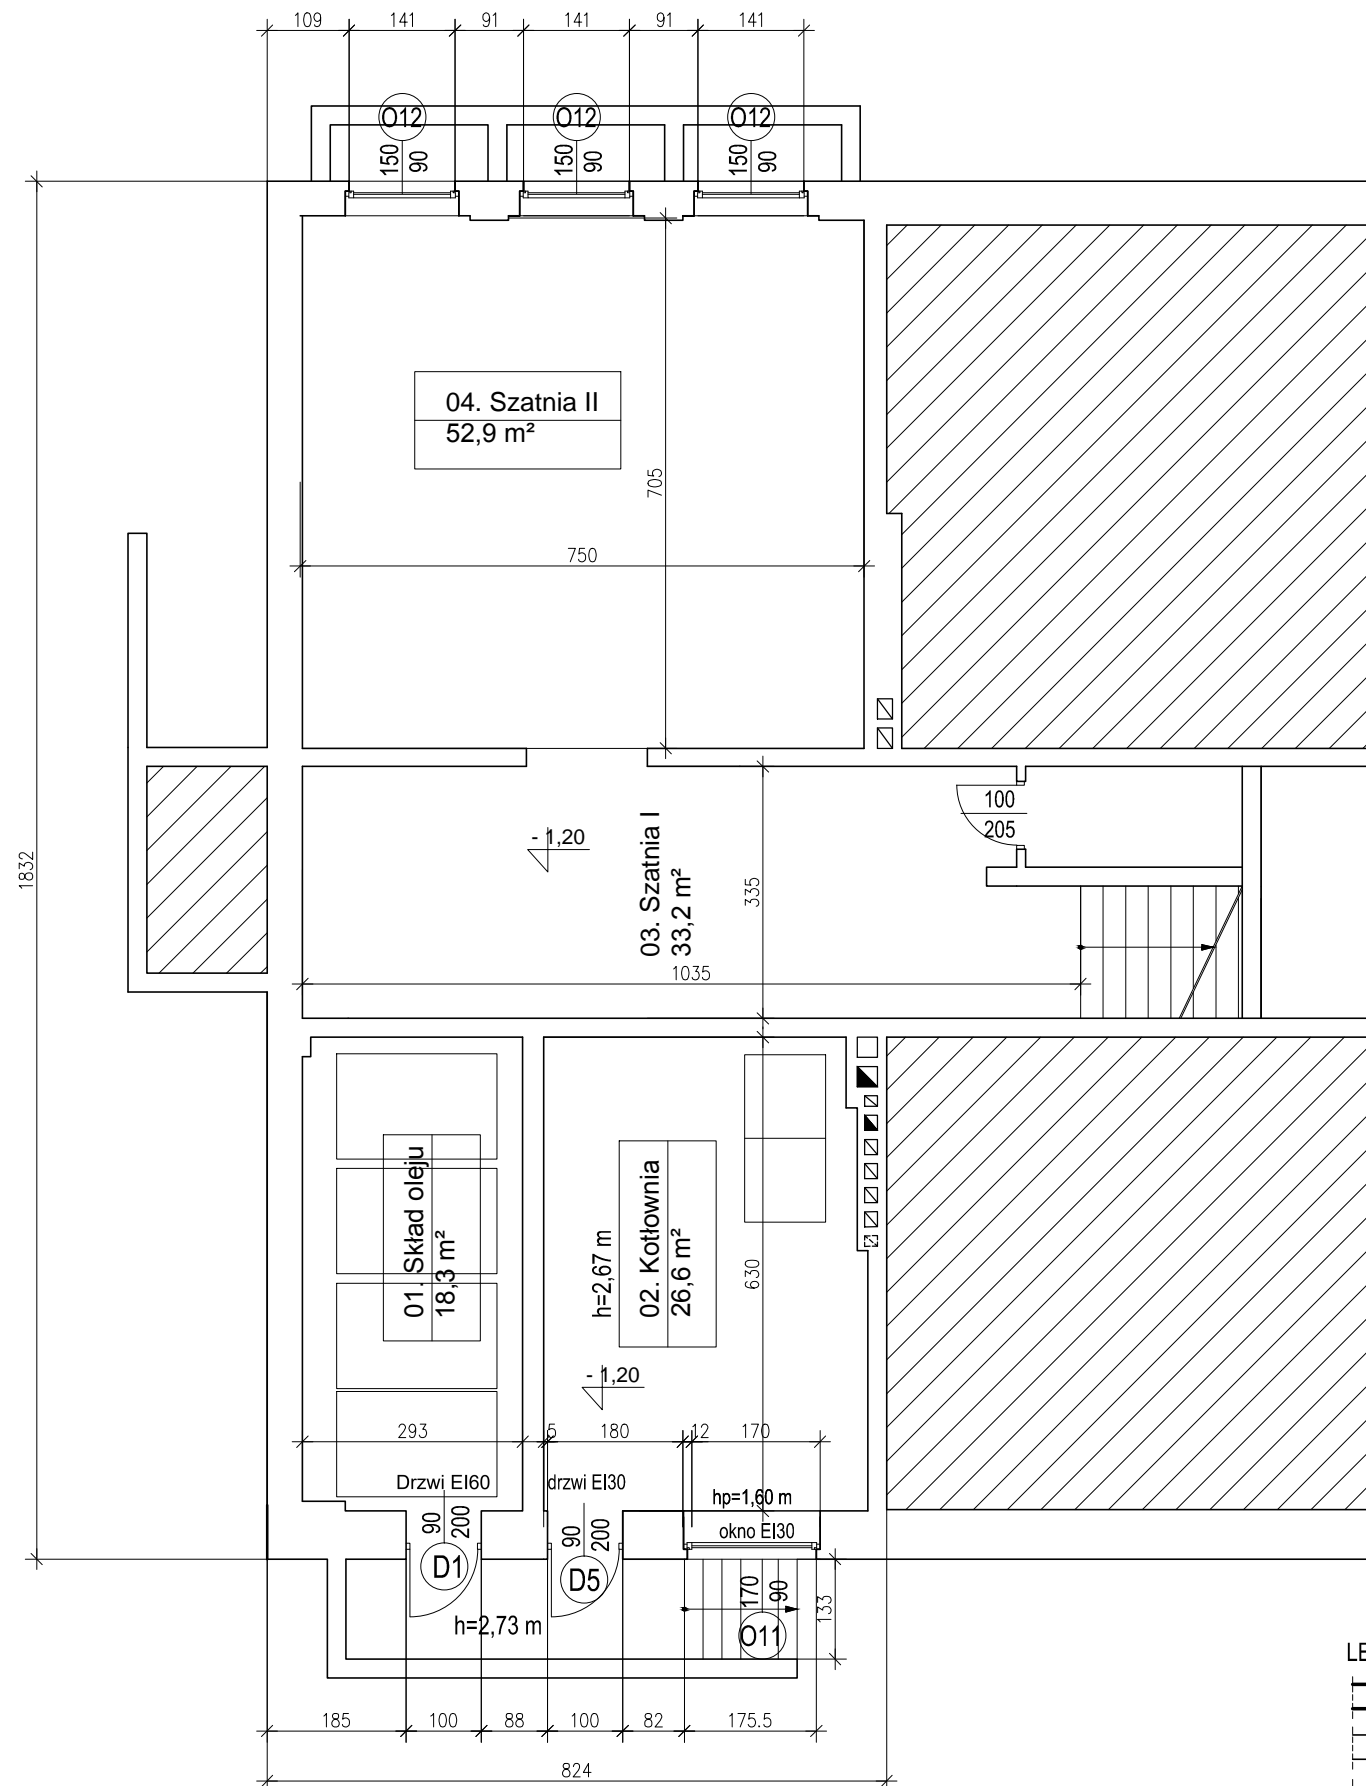 109 141 91 141 91 141
O12 O12 O12
150 90 150 90 150 90
04. Szatnia II
52,9 m²
705
750
1832
100
205
- 1,20
03. Szatnia I
33,2 m²
335
1035
01. Skład oleju
18,3 m²
h=2,67 m
02. Kotłownia
26,6 m²
630
- 1,20
293 5 180 12 170
Drzwi EI60
drzwi EI30
hp=1,60 m
okno EI30
90 200
90 200
D1
D5
170 90
133
h=2,73 m
O11
LE
185 100 88 100 82 175.5
824